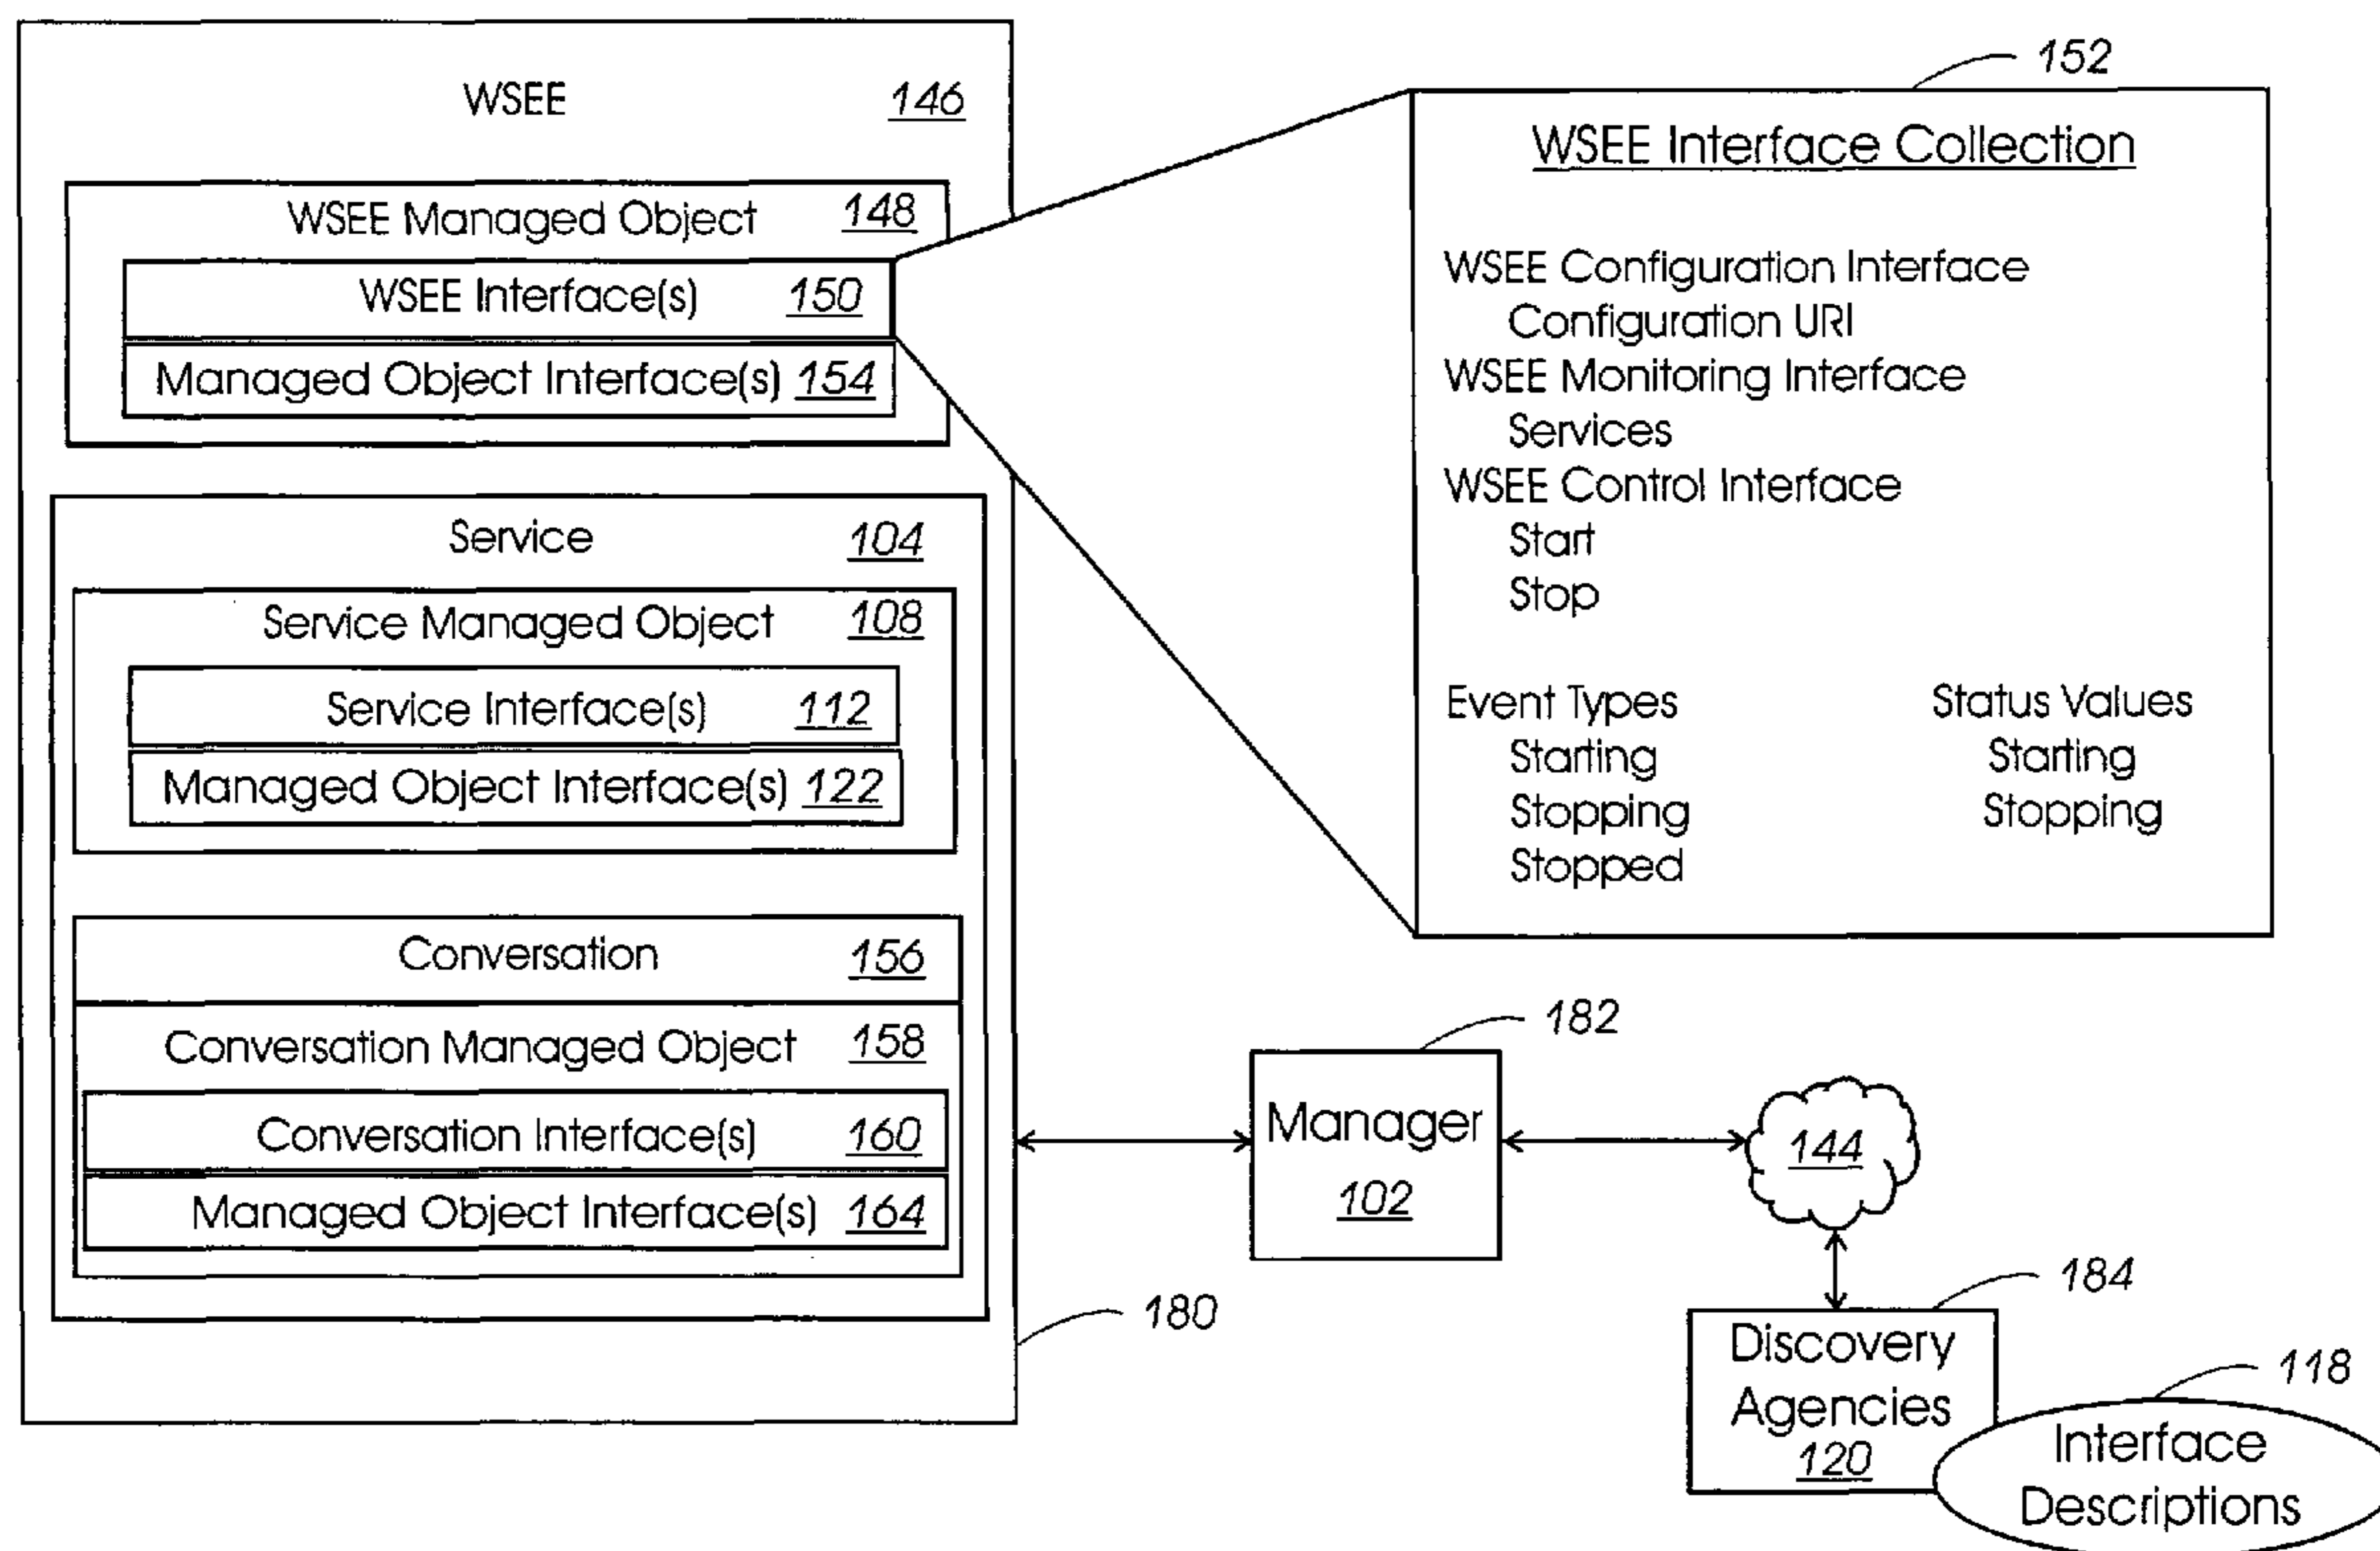 WSEE 146
WSEE Managed Object 148
WSEE Interface(s) 150
Managed Object Interface(s) 154
Service 104
Service Managed Object 108
Service Interface(s) 112
Managed Object Interface(s) 122
Conversation 156
Conversation Managed Object 158
Conversation Interface(s) 160
Managed Object Interface(s) 164
180
152
WSEE Interface Collection
WSEE Configuration Interface
Configuration URI
WSEE Monitoring Interface
Services
WSEE Control Interface
Start
Stop
Event Types Status Values
Starting Starting
Stopping Stopping
Stopped
182
Manager
102
144
184
Discovery
Agencies
120
118
Interface
Descriptions